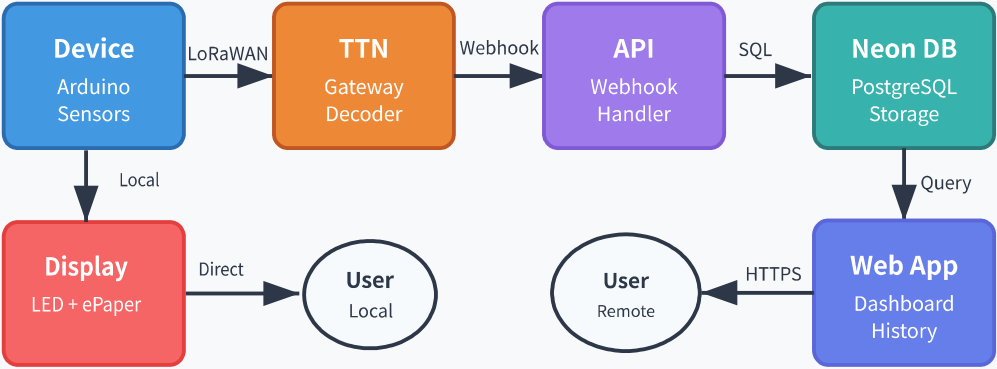 Device
Arduino
Sensors
LoRaWAN
TTN
Gateway
Decoder
Webhook
API
Webhook
Handler
SQL
Neon DB
PostgreSQL
Storage
Local
Query
Display
LED + ePaper
Direct
User
Local
User
Remote
HTTPS
Web App
Dashboard
History